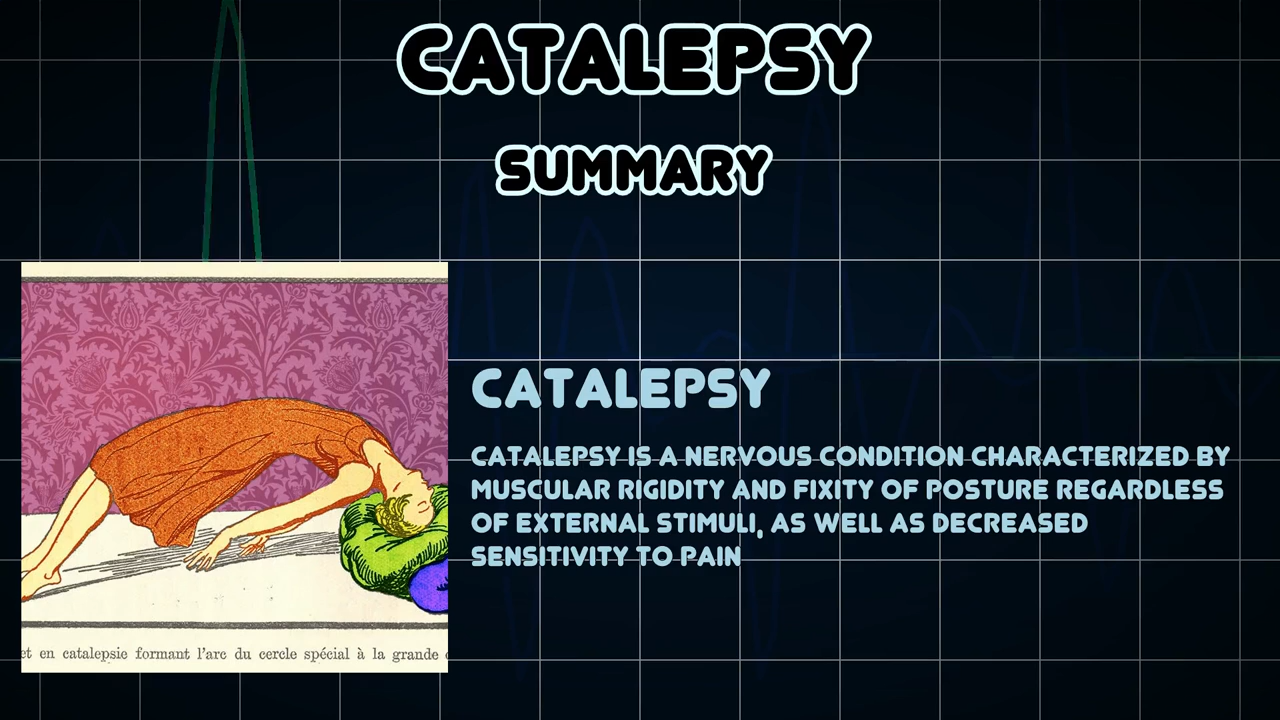 CATALEPSY
SUMMARY
CATALEPSY
CATALEPSY IS A NERVOUS CONDITION CHARACTERIZED BY
MUSCULAR RIGIDITY AND FIXITY OF POSTURE REGARDLESS
OF EXTERNAL STIMULI, AS WELL AS DECREASED
SENSITIVITY TO PAIN
et en catalepsie formant l'arc du cercle spécial à la grande